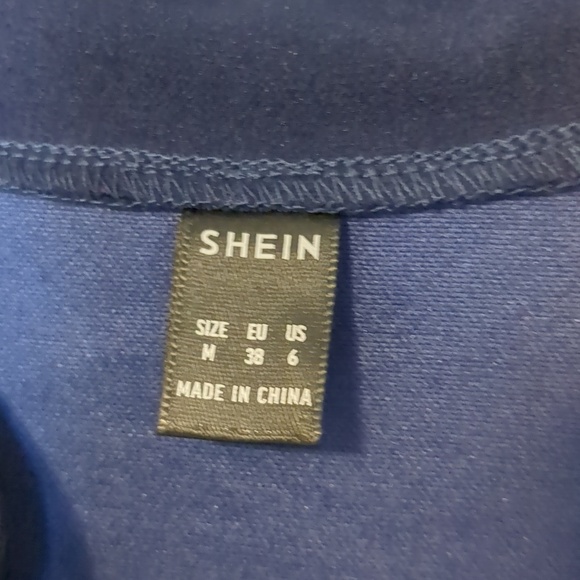 SHEIN
SIZE EU US
M 38 6
MADE IN CHINA